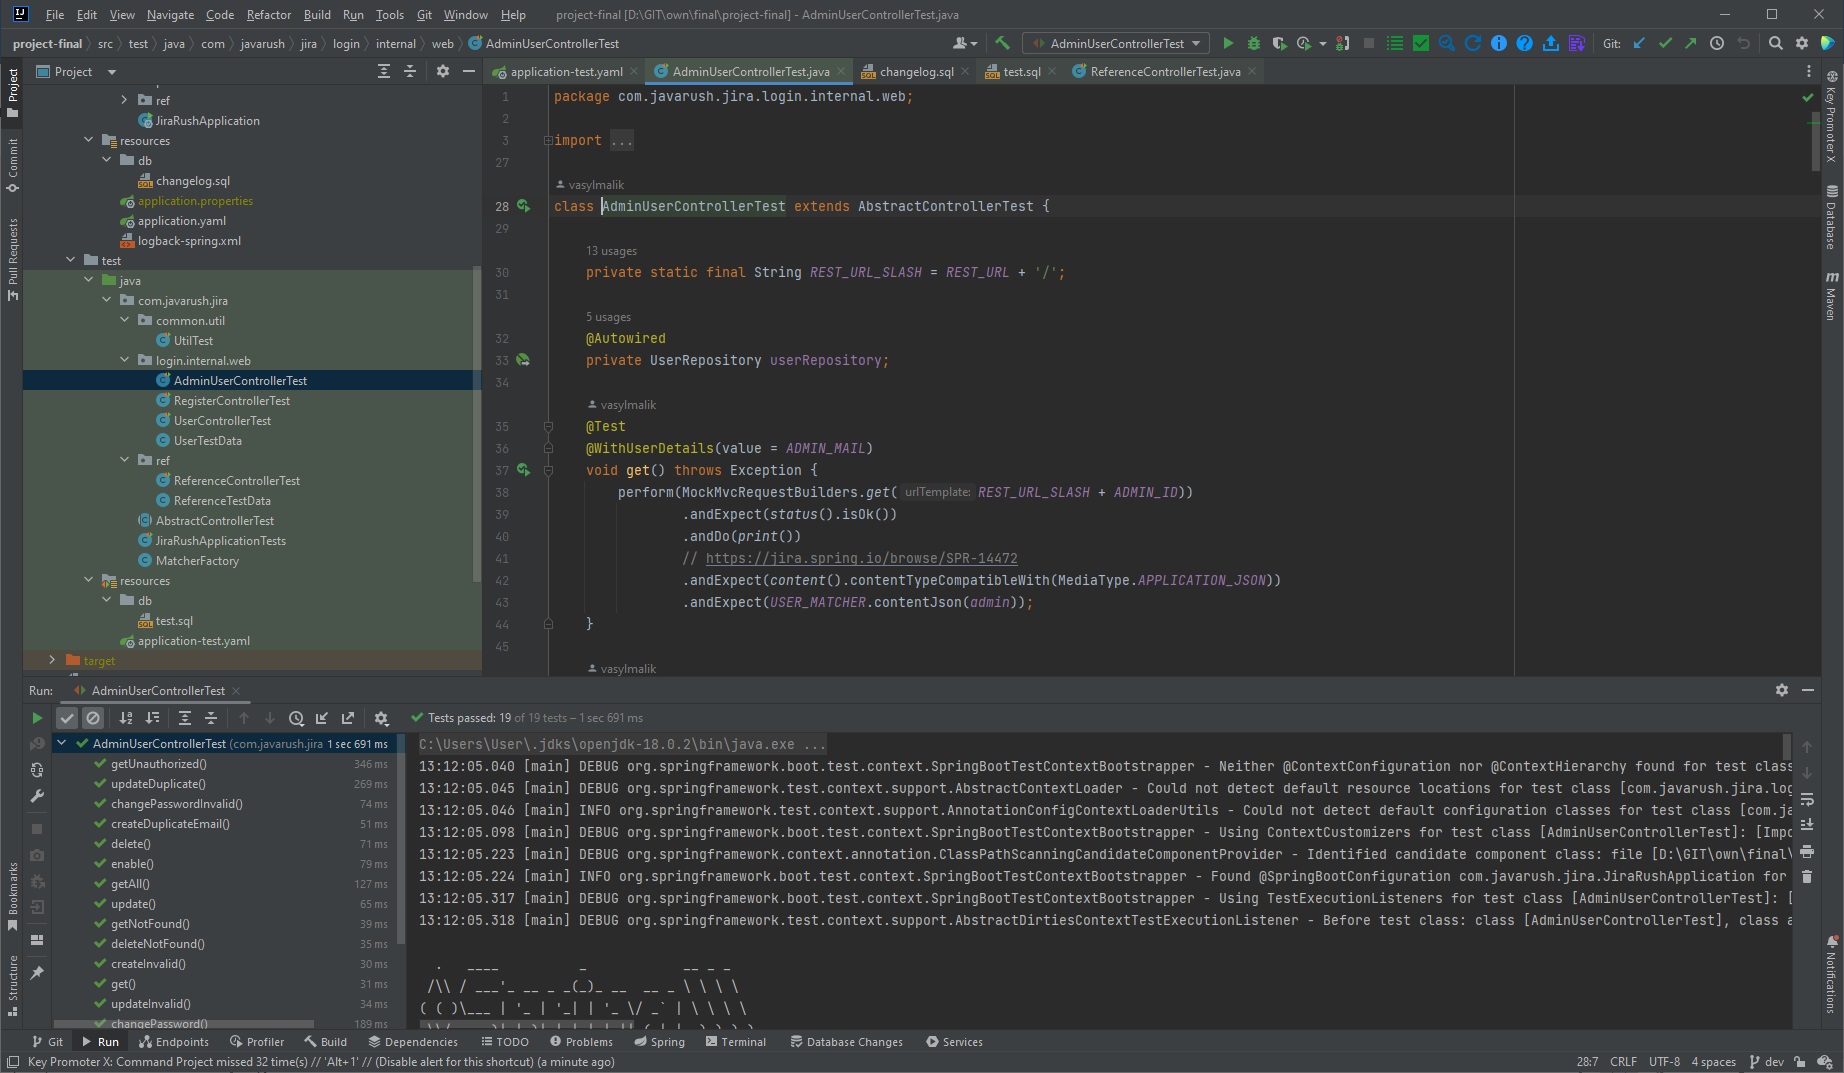 File Edit View Navigate Code Refactor Build Run Tools Git Window Help project-final [D:\GIT\own\final\project-final] - AdminUserControllerTest.java
project-final src test java com javarush jira login internal web AdminUserControllerTest
AdminUserControllerTest
Git:
Project
application-test.yaml
AdminUserControllerTest.java
changelog.sql
test.sql
ReferenceControllerTest.java
Project
Commit
Pull Requests
Bookmarks
Structure
ref
JiraRushApplication
resources
db
changelog.sql
application.properties
application.yaml
logback-spring.xml
test
java
com.javarush.jira
common.util
UtilTest
login.internal.web
AdminUserControllerTest
RegisterControllerTest
UserControllerTest
UserTestData
ref
ReferenceControllerTest
ReferenceTestData
AbstractControllerTest
JiraRushApplicationTests
MatcherFactory
resources
db
test.sql
application-test.yaml
target
1 package com.javarush.jira.login.internal.web;
2
3 import ...
27
vasylmalik
28 class AdminUserControllerTest extends AbstractControllerTest {
29
13 usages
30 private static final String REST_URL_SLASH = REST_URL + '/';
31
5 usages
32 @Autowired
33 private UserRepository userRepository;
34
vasylmalik
35 @Test
36 @WithUserDetails(value = ADMIN_MAIL)
37 void get() throws Exception {
38 perform(MockMvcRequestBuilders.get( urlTemplate: REST_URL_SLASH + ADMIN_ID))
39 .andExpect(status().isOk())
40 .andDo(print())
41 // https://jira.spring.io/browse/SPR-14472
42 .andExpect(content().contentTypeCompatibleWith(MediaType.APPLICATION_JSON))
43 .andExpect(USER_MATCHER.contentJson(admin));
44 }
45
vasylmalik
Key Promoter X
Database
Maven
Notifications
Run: AdminUserControllerTest
Tests passed: 19 of 19 tests – 1 sec 691 ms
AdminUserControllerTest (com.javarush.jira 1 sec 691 ms
getUnauthorized() 346 ms
updateDuplicate() 269 ms
changePasswordInvalid() 74 ms
createDuplicateEmail() 51 ms
delete() 71 ms
enable() 79 ms
getAll() 127 ms
update() 65 ms
getNotFound() 39 ms
deleteNotFound() 35 ms
createInvalid() 30 ms
get() 31 ms
updateInvalid() 34 ms
changePassword() 189 ms
C:\Users\User\.jdks\openjdk-18.0.2\bin\java.exe ...
13:12:05.040 [main] DEBUG org.springframework.boot.test.context.SpringBootTestContextBootstrapper - Neither @ContextConfiguration nor @ContextHierarchy found for test class
13:12:05.045 [main] DEBUG org.springframework.test.context.support.AbstractContextLoader - Could not detect default resource locations for test class [com.javarush.jira.log
13:12:05.046 [main] INFO org.springframework.test.context.support.AnnotationConfigContextLoaderUtils - Could not detect default configuration classes for test class [com.ja
13:12:05.098 [main] DEBUG org.springframework.boot.test.context.SpringBootTestContextBootstrapper - Using ContextCustomizers for test class [AdminUserControllerTest]: [Impo
13:12:05.223 [main] DEBUG org.springframework.context.annotation.ClassPathScanningCandidateComponentProvider - Identified candidate component class: file [D:\GIT\own\final\
13:12:05.224 [main] INFO org.springframework.boot.test.context.SpringBootTestContextBootstrapper - Found @SpringBootConfiguration com.javarush.jira.JiraRushApplication for
13:12:05.317 [main] DEBUG org.springframework.boot.test.context.SpringBootTestContextBootstrapper - Using TestExecutionListeners for test class [AdminUserControllerTest]: [
13:12:05.318 [main] DEBUG org.springframework.test.context.support.AbstractDirtiesContextTestExecutionListener - Before test class: class [AdminUserControllerTest], class a
Git Run Endpoints Profiler Build Dependencies TODO Problems Spring Terminal Database Changes Services
Key Promoter X: Command Project missed 32 time(s) // 'Alt+1' // (Disable alert for this shortcut) (a minute ago)
28:7 CRLF UTF-8 4 spaces dev